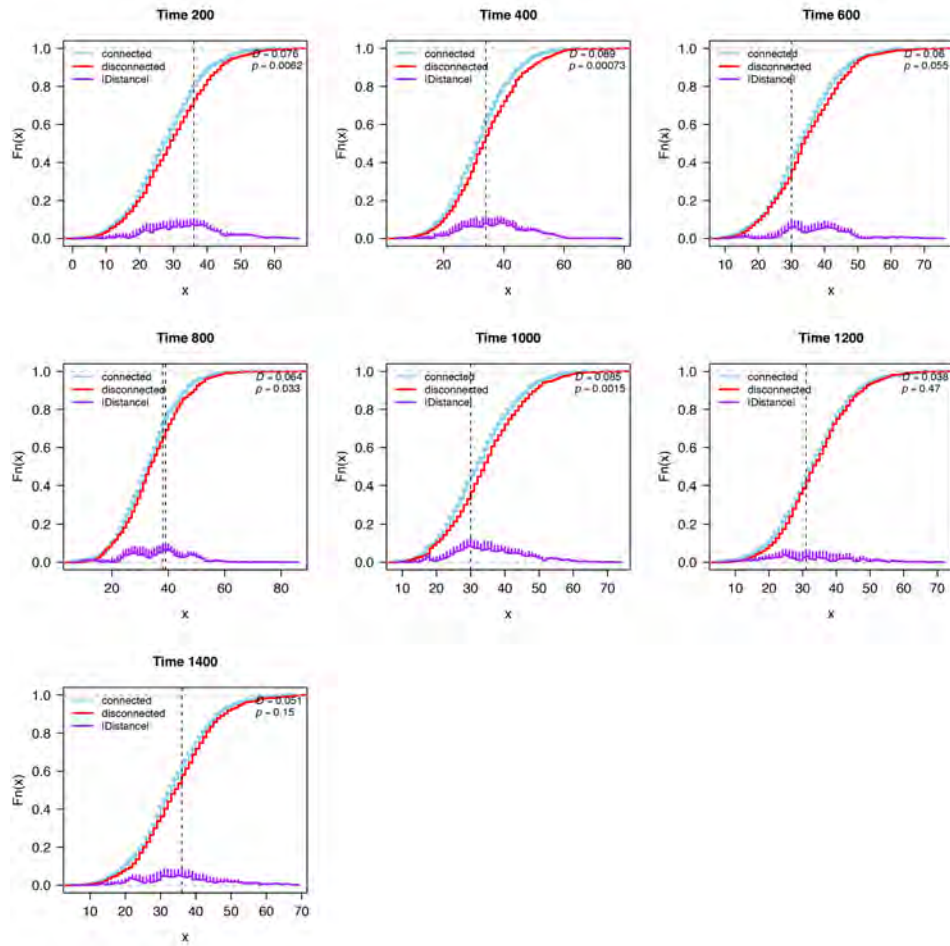 Time 200
Time 400
Time 600
connected
disconnected
|Distance|
D = 0.076
p = 0.0062
connected
disconnected
|Distance|
D = 0.089
p = 0.00073
connected
disconnected
|Distance|
D = 0.06
p = 0.055
Fn(x)
1.0
0.8
0.6
0.4
0.2
0.0
0 10 20 30 40 50 60
x
Fn(x)
1.0
0.8
0.6
0.4
0.2
0.0
20 30 40 50 60 80
x
Fn(x)
1.0
0.8
0.6
0.4
0.2
0.0
10 20 30 40 50 60 70
x
Time 800
Time 1000
Time 1200
connected
disconnected
|Distance|
D = 0.064
p = 0.033
connected
disconnected
|Distance|
D = 0.085
p = 0.0015
connected
disconnected
|Distance|
D = 0.038
p = 0.47
Fn(x)
1.0
0.8
0.6
0.4
0.2
0.0
20 40 60 80
x
Fn(x)
1.0
0.8
0.6
0.4
0.2
0.0
10 20 30 40 50 60 70
x
Fn(x)
1.0
0.8
0.6
0.4
0.2
0.0
10 20 30 40 50 60 70
x
Time 1400
connected
disconnected
|Distance|
D = 0.051
p = 0.15
Fn(x)
1.0
0.8
0.6
0.4
0.2
0.0
10 20 30 40 50 60 70
x